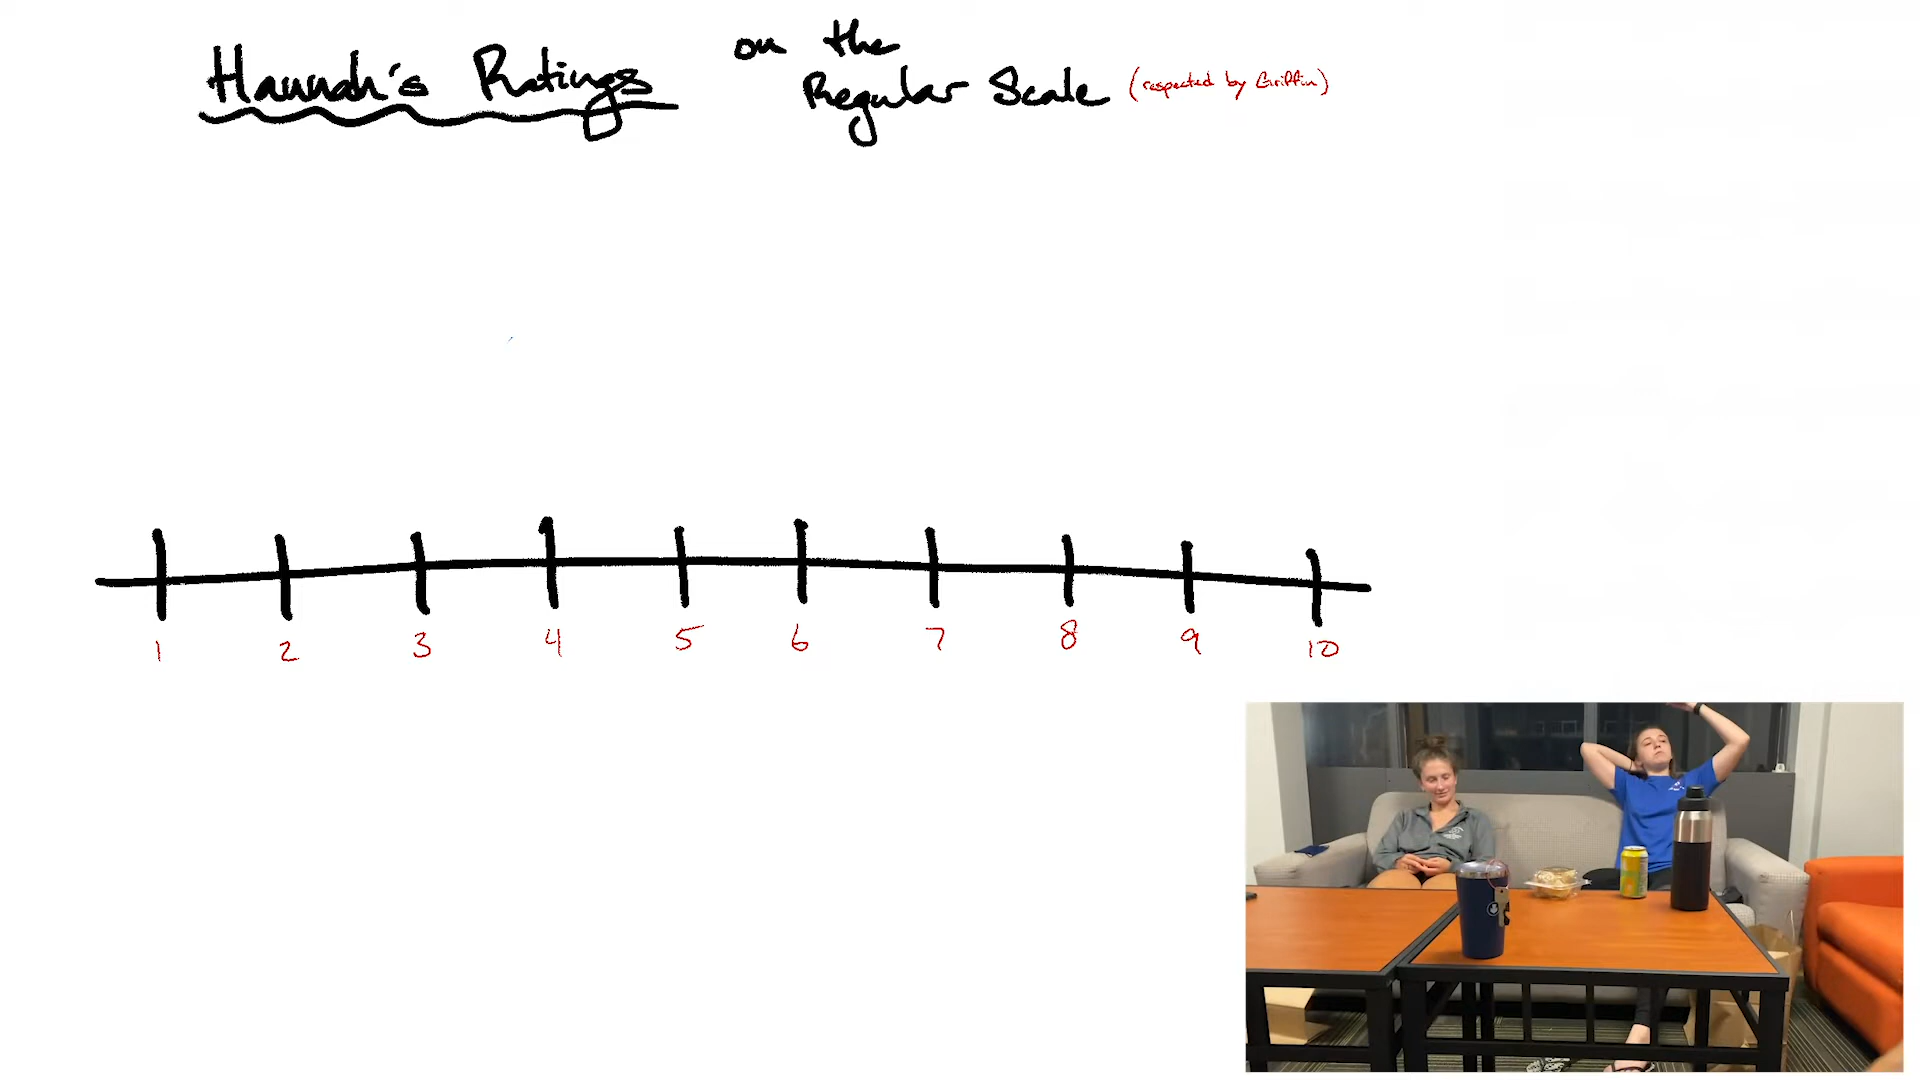 Hannah's Ratings on the
Regular Scale (respected by Griffin)
1 2 3 4 5 6 7 8 9 10